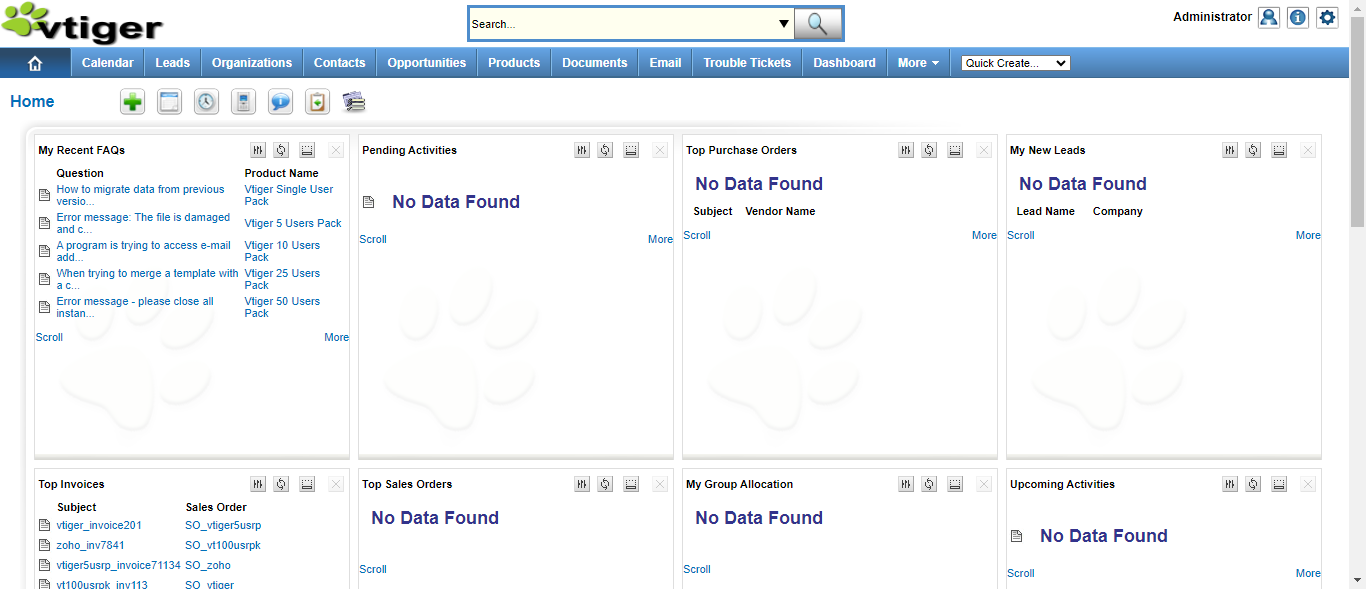 vtiger
Search...
Administrator
Calendar Leads Organizations Contacts Opportunities Products Documents Email Trouble Tickets Dashboard More Quick Create...
Home
My Recent FAQs
Question Product Name
How to migrate data from previous versio... Vtiger Single User Pack
Error message: The file is damaged and c... Vtiger 5 Users Pack
A program is trying to access e-mail add... Vtiger 10 Users Pack
When trying to merge a template with a c... Vtiger 25 Users Pack
Error message - please close all instan... Vtiger 50 Users Pack
Scroll More
Pending Activities
No Data Found
Scroll More
Top Purchase Orders
No Data Found
Subject Vendor Name
Scroll More
My New Leads
No Data Found
Lead Name Company
Scroll More
Top Invoices
Subject Sales Order
vtiger_invoice201 SO_vtiger5usrp
zoho_inv7841 SO_vt100usrpk
vtiger5usrp_invoice71134 SO_zoho
vt100usrpk_inv113 SO_vtiger
Top Sales Orders
No Data Found
Scroll
My Group Allocation
No Data Found
Scroll
Upcoming Activities
No Data Found
Scroll More